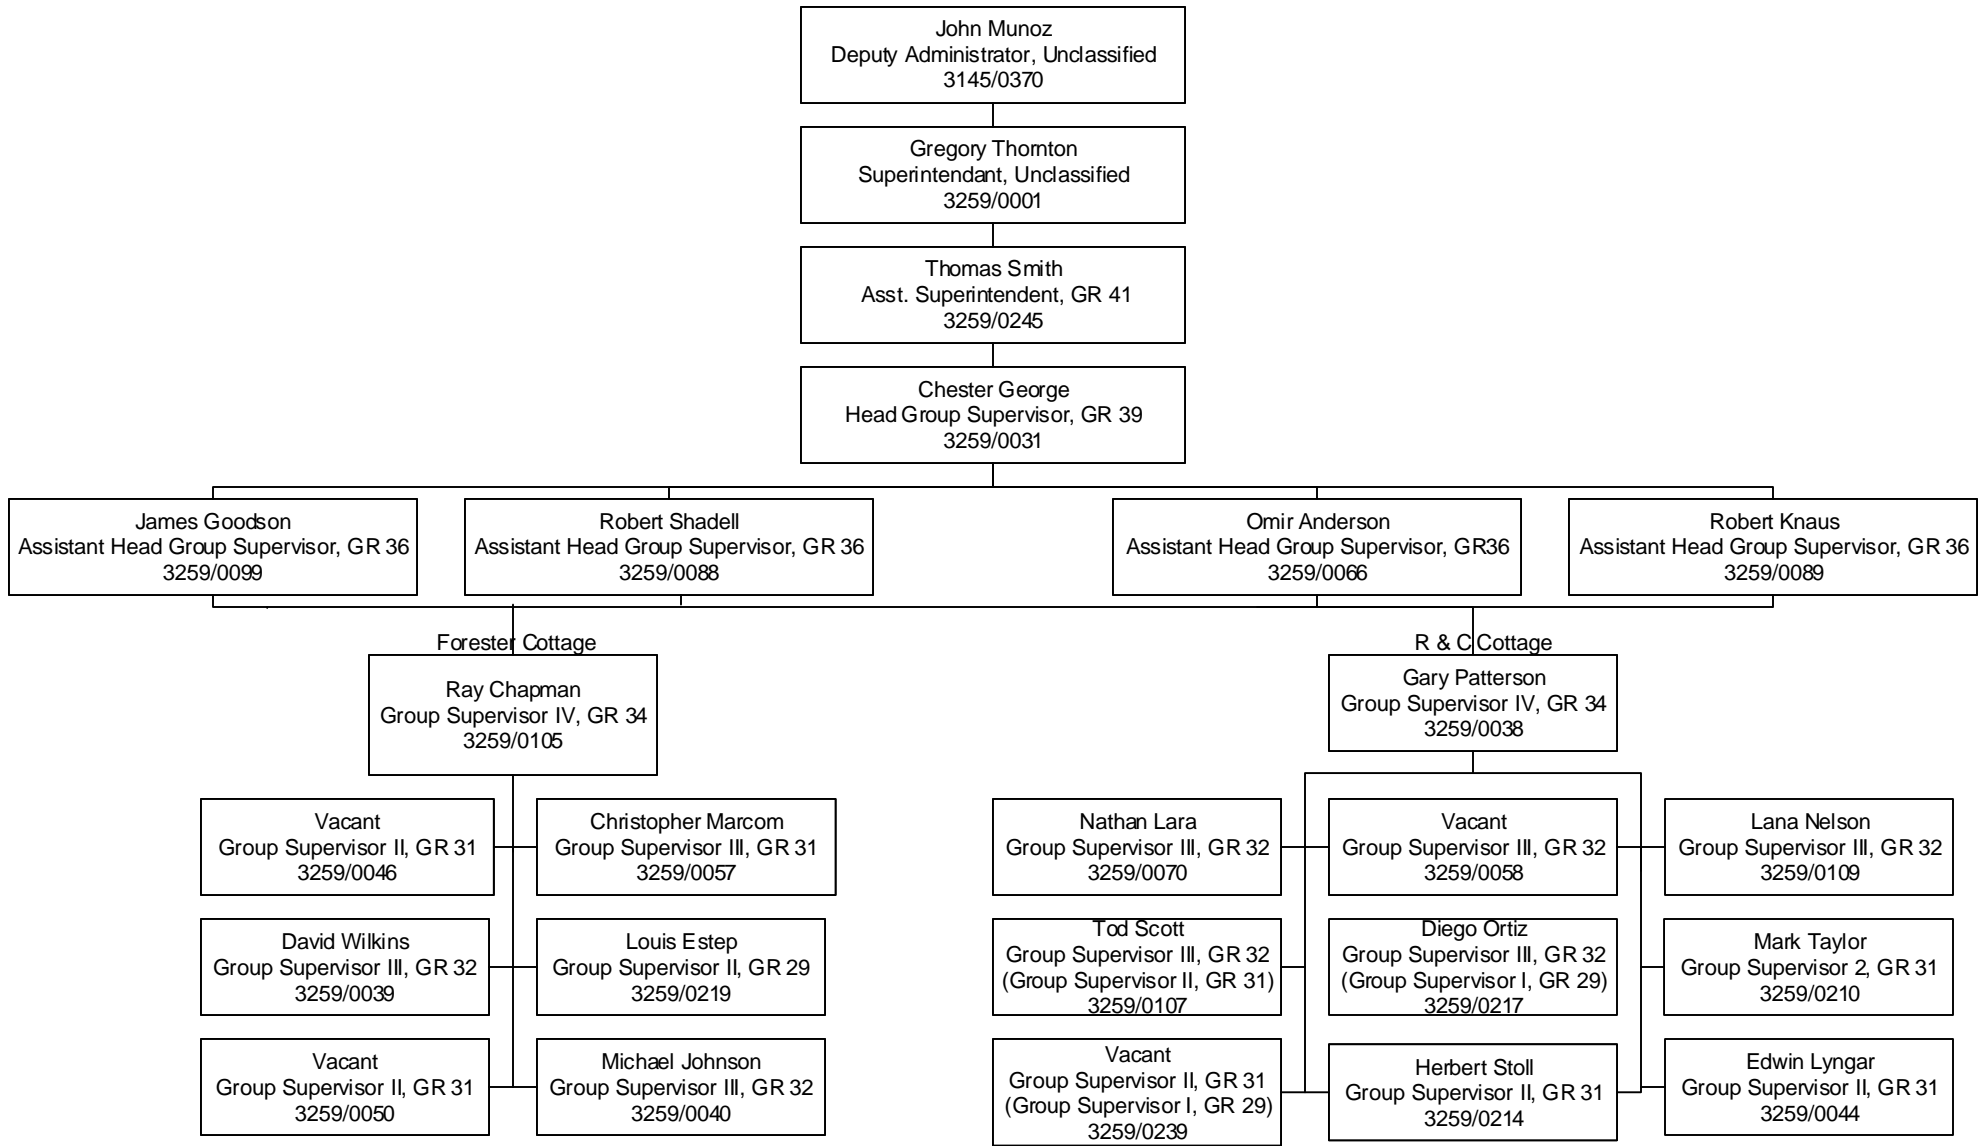 John Munoz
Deputy Administrator, Unclassified
3145/0370
Gregory Thornton
Superintendant, Unclassified
3259/0001
Thomas Smith
Asst. Superintendent, GR 41
3259/0245
Chester George
Head Group Supervisor, GR 39
3259/0031
James Goodson
Assistant Head Group Supervisor, GR 36
3259/0099
Robert Shadell
Assistant Head Group Supervisor, GR 36
3259/0088
Omir Anderson
Assistant Head Group Supervisor, GR36
3259/0066
Robert Knaus
Assistant Head Group Supervisor, GR 36
3259/0089
Forester Cottage
Ray Chapman
Group Supervisor IV, GR 34
3259/0105
R & C Cottage
Gary Patterson
Group Supervisor IV, GR 34
3259/0038
Vacant
Group Supervisor II, GR 31
3259/0046
Christopher Marcom
Group Supervisor III, GR 31
3259/0057
David Wilkins
Group Supervisor III, GR 32
3259/0039
Louis Estep
Group Supervisor II, GR 29
3259/0219
Vacant
Group Supervisor II, GR 31
3259/0050
Michael Johnson
Group Supervisor III, GR 32
3259/0040
Nathan Lara
Group Supervisor III, GR 32
3259/0070
Vacant
Group Supervisor III, GR 32
3259/0058
Lana Nelson
Group Supervisor III, GR 32
3259/0109
Tod Scott
Group Supervisor III, GR 32
(Group Supervisor II, GR 31)
3259/0107
Diego Ortiz
Group Supervisor III, GR 32
(Group Supervisor I, GR 29)
3259/0217
Mark Taylor
Group Supervisor 2, GR 31
3259/0210
Vacant
Group Supervisor II, GR 31
(Group Supervisor I, GR 29)
3259/0239
Herbert Stoll
Group Supervisor II, GR 31
3259/0214
Edwin Lyngar
Group Supervisor II, GR 31
3259/0044